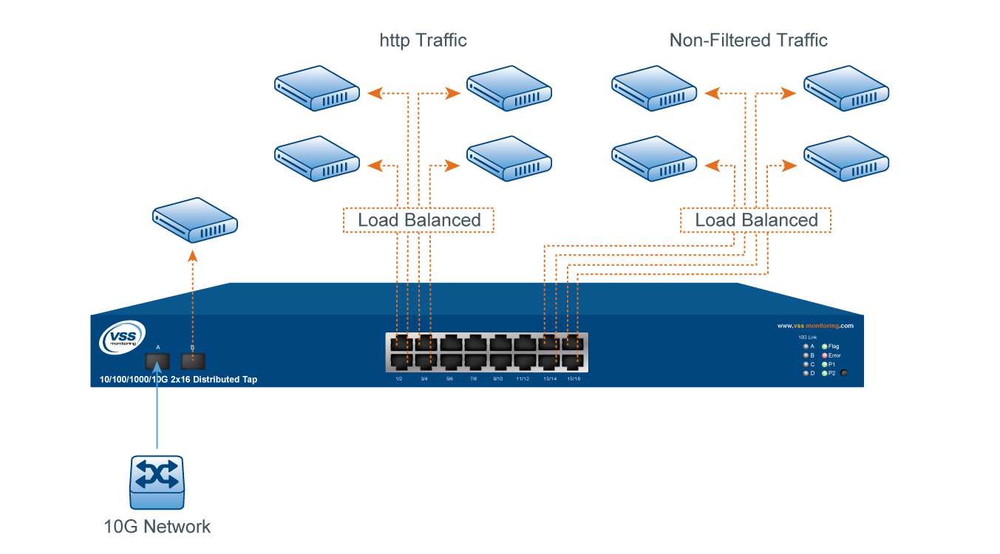 http Traffic
Non-Filtered Traffic
Load Balanced
Load Balanced
vss
monitoring
A
B
10/100/1000/10G 2x16 Distributed Tap
1/2
3/4
5/6
7/8
9/10
11/12
13/14
15/16
www.vss monitoring.com
10G Link
A Flag
B Error
C P1
D P2
10G Network